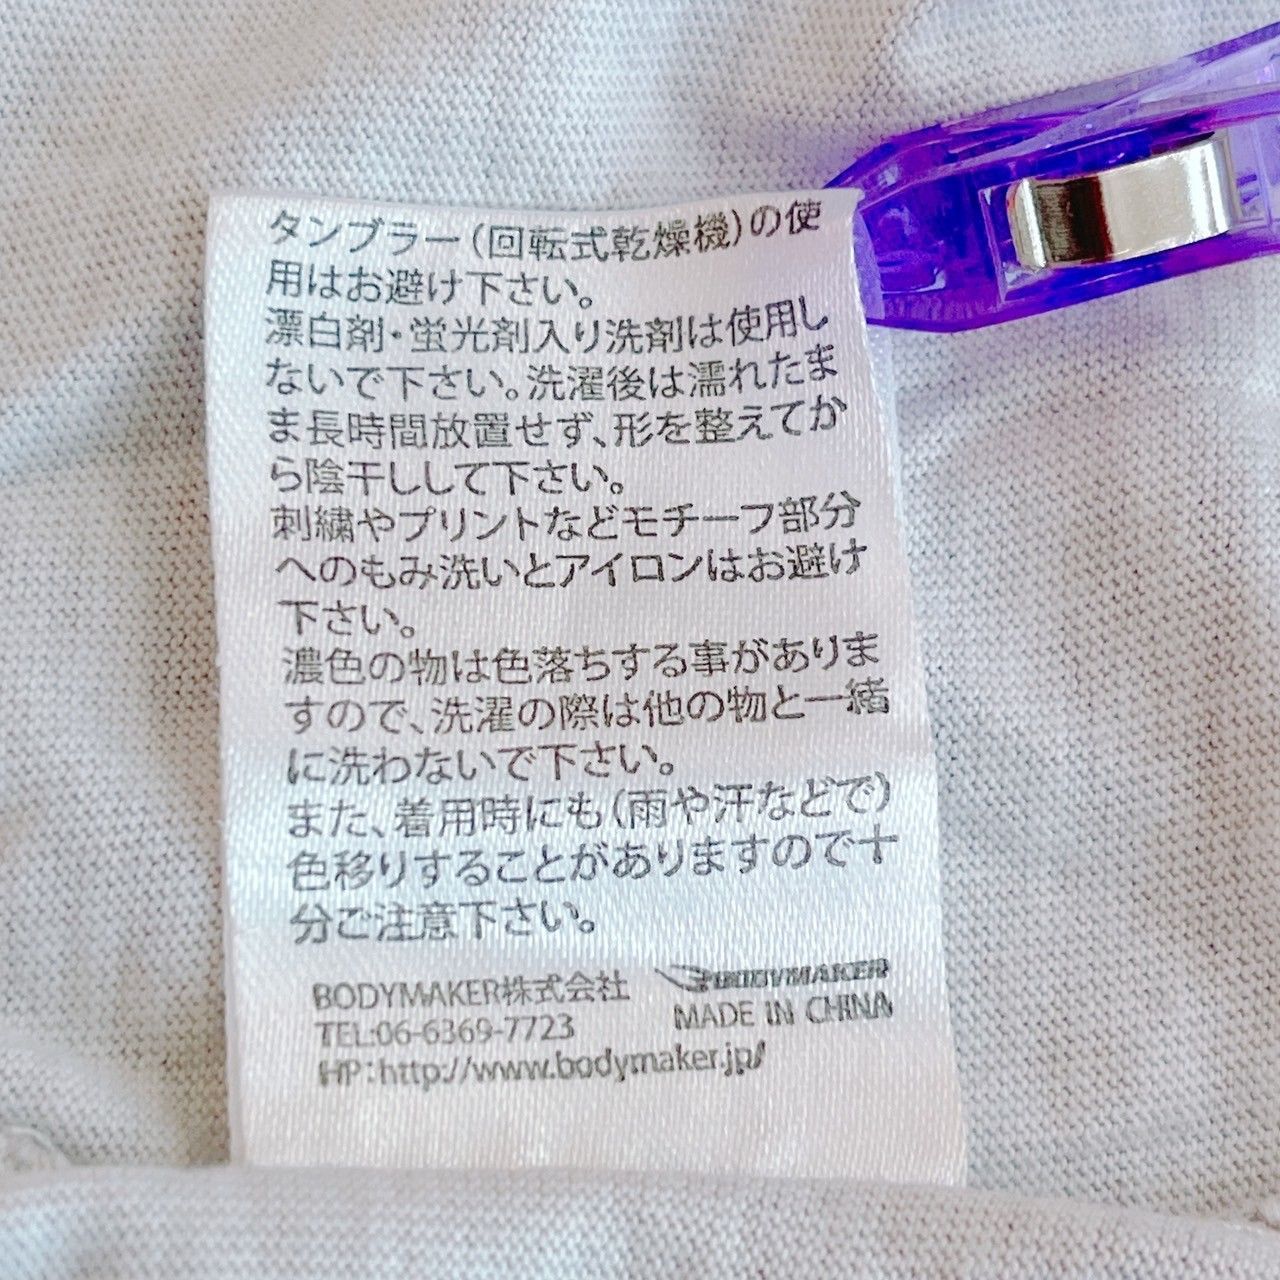 タンブラー(回転式乾燥機)の使
用はお避け下さい。
漂白剤・蛍光剤入り洗剤は使用し
ないで下さい。洗濯後は濡れたま
ま長時間放置せず、形を整えてか
ら陰干しして下さい。
刺繍やプリントなどモチーフ部分
へのもみ洗いとアイロンはお避け
下さい。
濃色の物は色落ちする事がありま
すので、洗濯の際は他の物と一緒
に洗わないで下さい。
また、着用時にも(雨や汗などで)
色移りすることがありますので十
分ご注意下さい。
BODYMAKER株式会社
TEL:06-6369-7723
HP:http://www.bodymaker.jp/
BODYMAKER
MADE IN CHINA